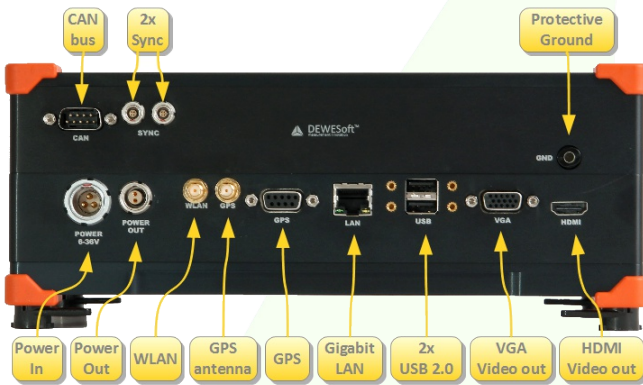 CAN
bus
2x
Sync
Protective
Ground
CAN
SYNC
DEWESoft™
GND
POWER
6-36V
POWER
OUT
WLAN
GPS
GPS
LAN
USB
VGA
HDMI
Power
In
Power
Out
WLAN
GPS
antenna
GPS
Gigabit
LAN
2x
USB 2.0
VGA
Video out
HDMI
Video out